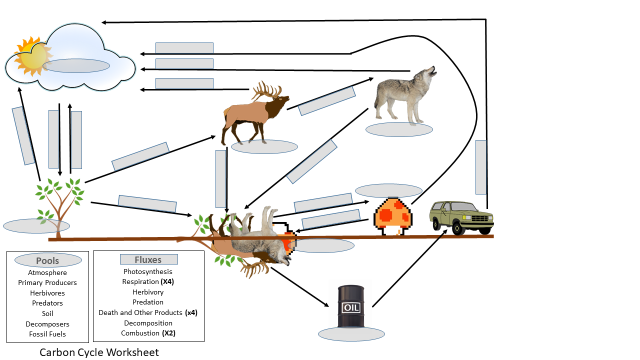 OIL
Pools
Atmosphere
Primary Producers
Herbivores
Predators
Soil
Decomposers
Fossil Fuels
Fluxes
Photosynthesis
Respiration (X4)
Herbivory
Predation
Death and Other Products (x4)
Decomposition
Combustion (X2)
Carbon Cycle Worksheet